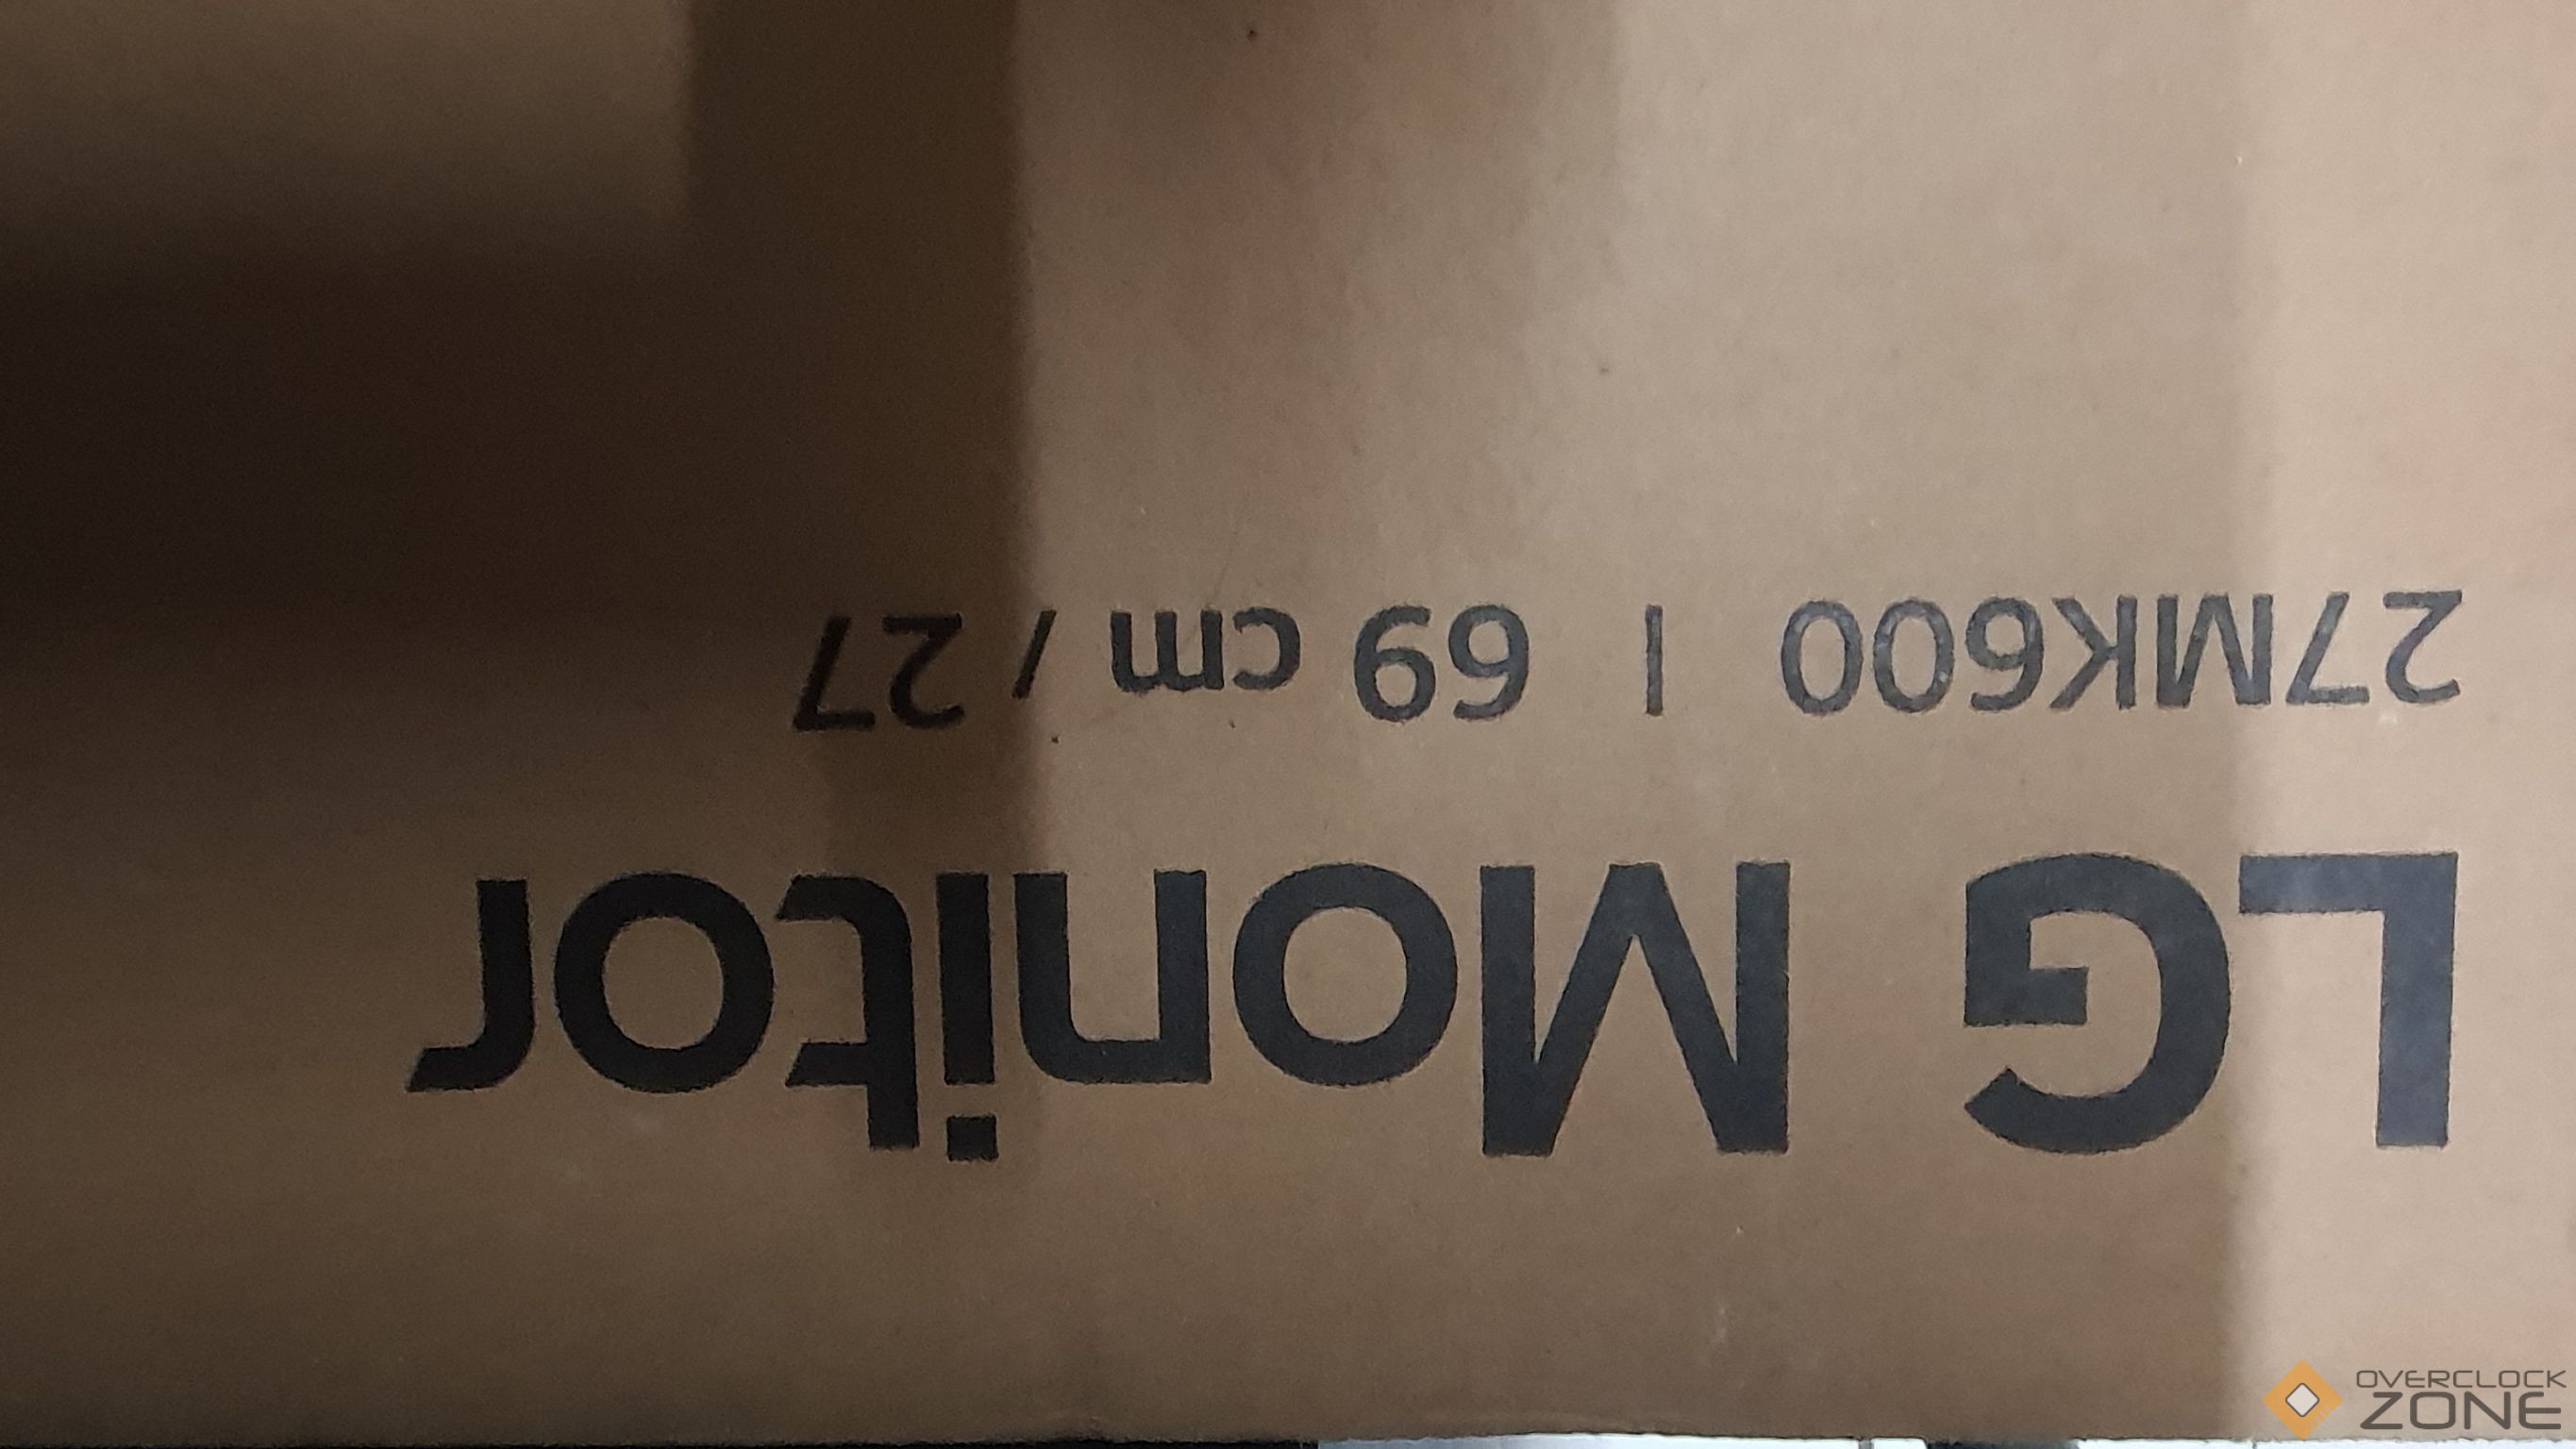 LG Monitor
27MK600 | 69 cm / 27
OVERCLOCK
ZONE